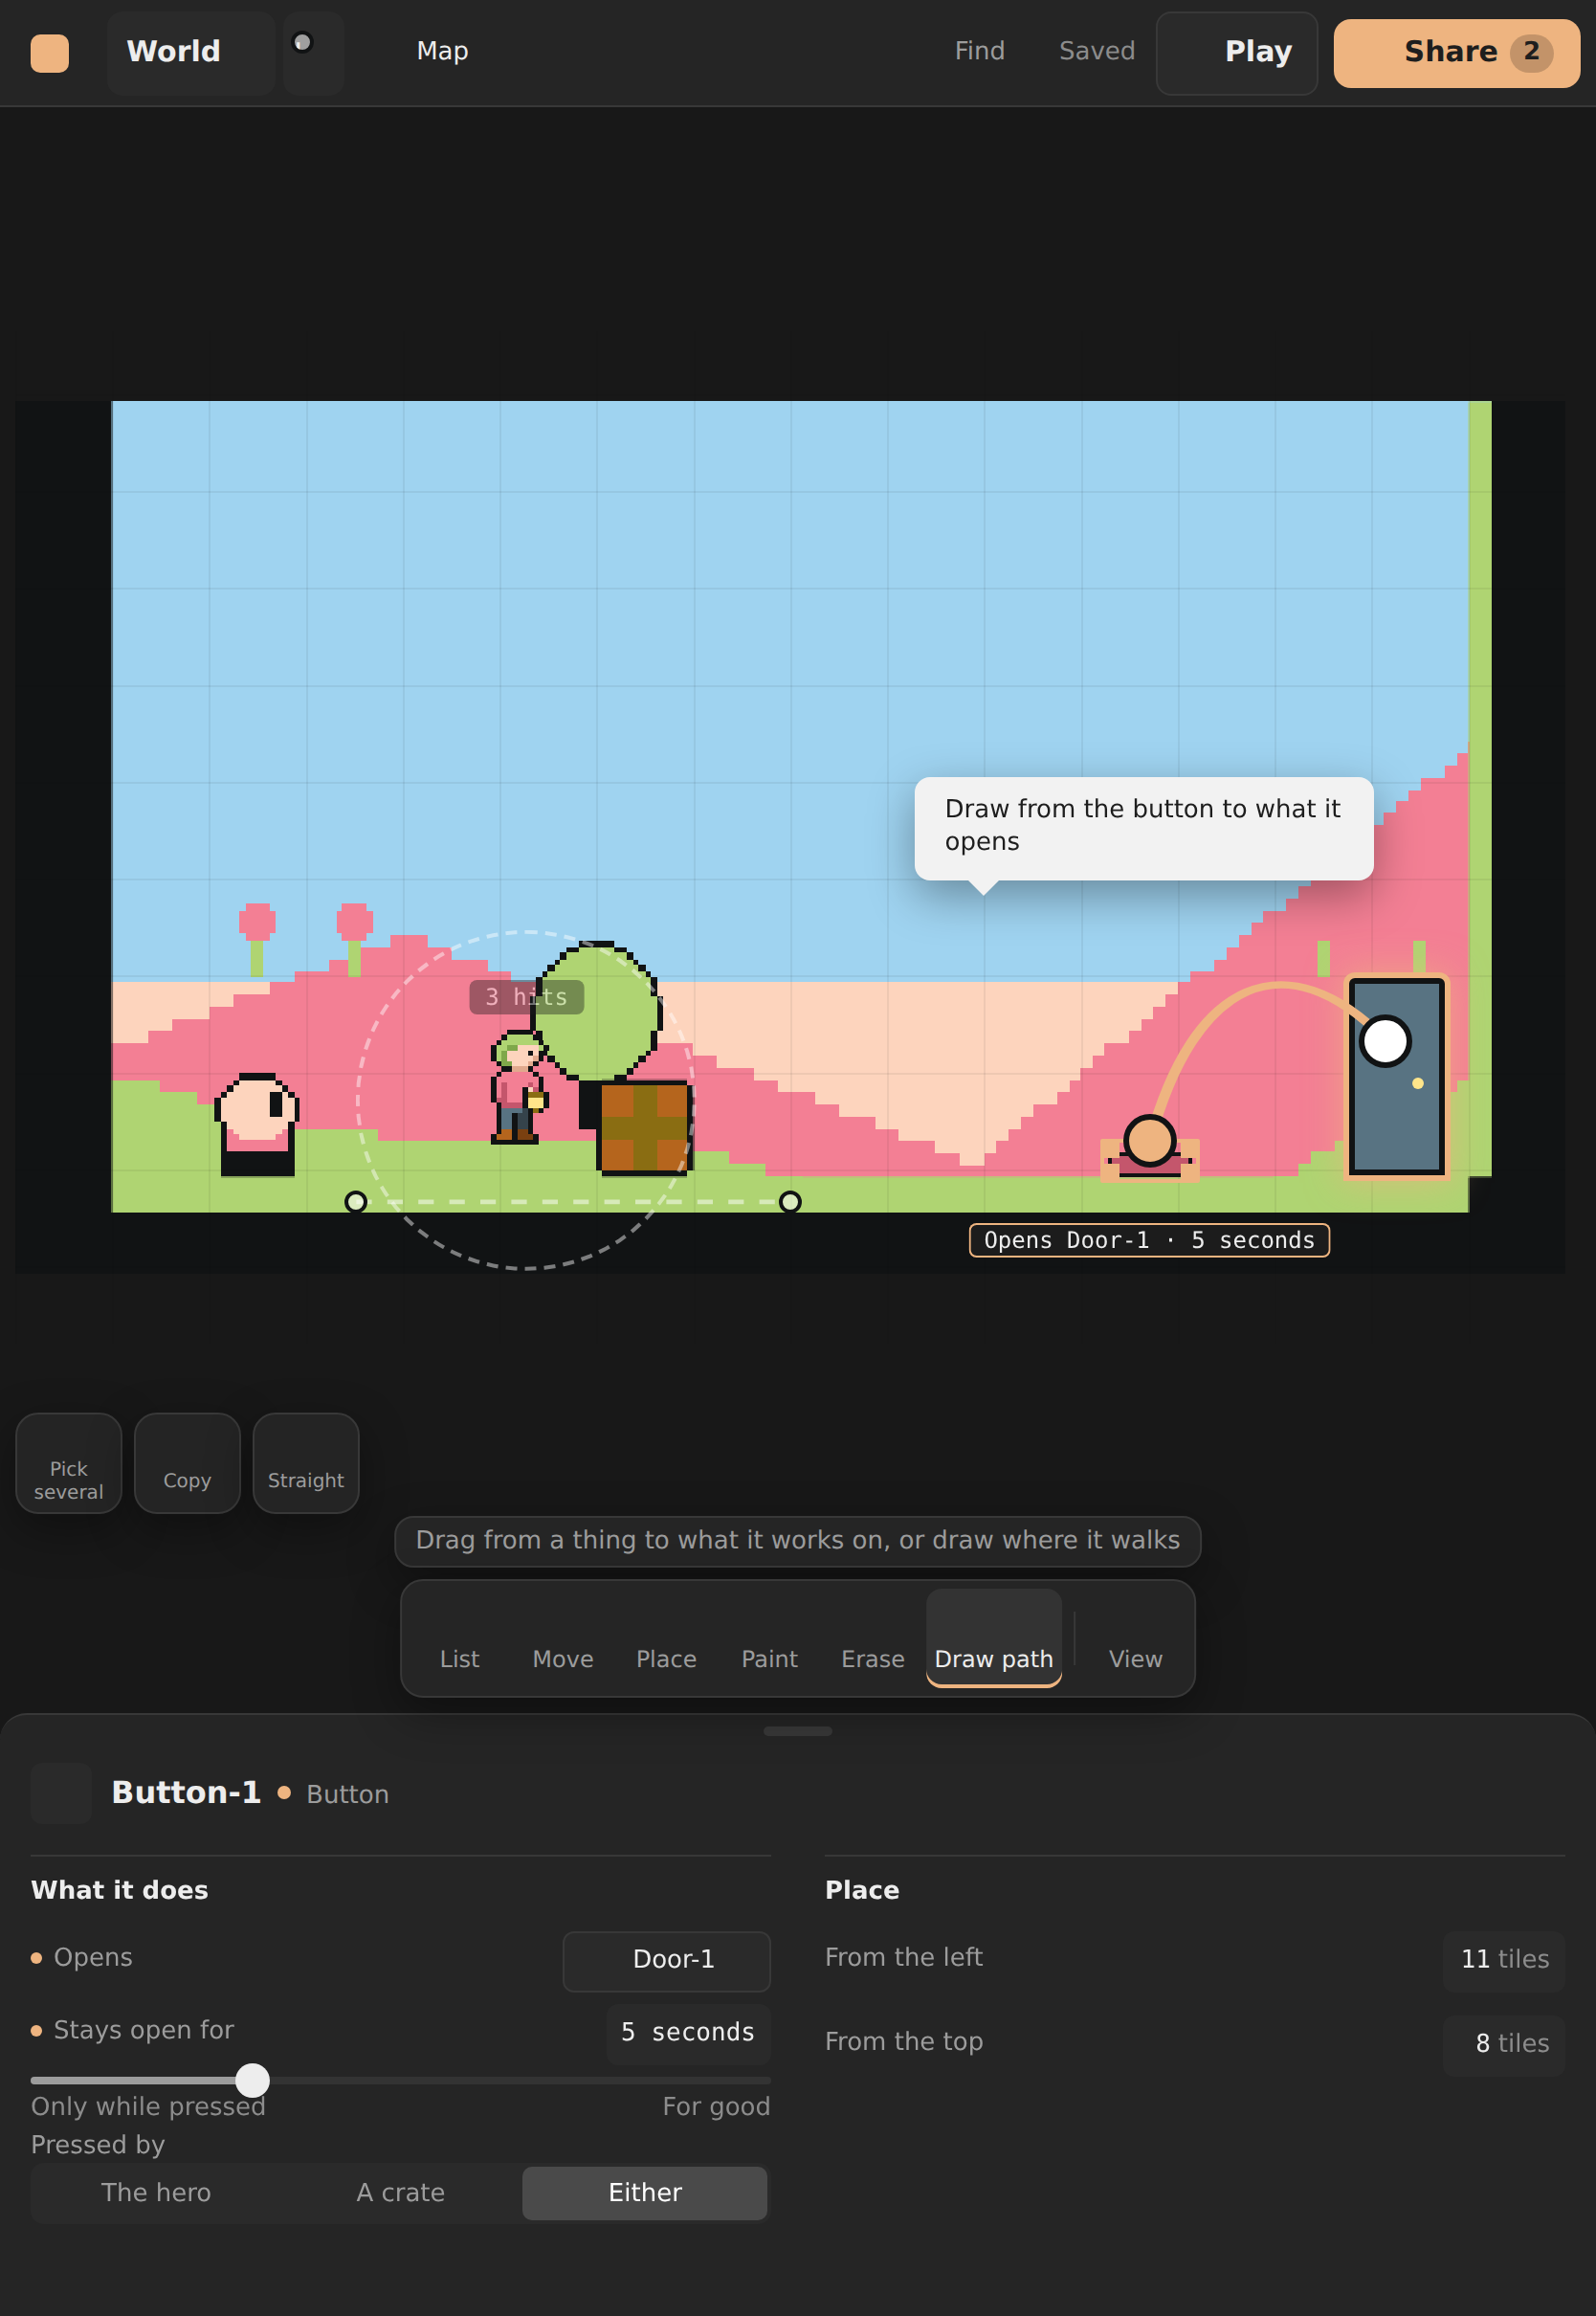 World
Map
Find
Saved
Play
Share 2
Draw from the button to what it
opens
3 hits
Opens Door-1 · 5 seconds
Pick
several
Copy
Straight
Drag from a thing to what it works on, or draw where it walks
List
Move
Place
Paint
Erase
Draw path
View
Button-1 • Button
What it does
Opens
Door-1
Stays open for
5 seconds
Only while pressed
For good
Pressed by
The hero
A crate
Either
Place
From the left
11 tiles
From the top
8 tiles